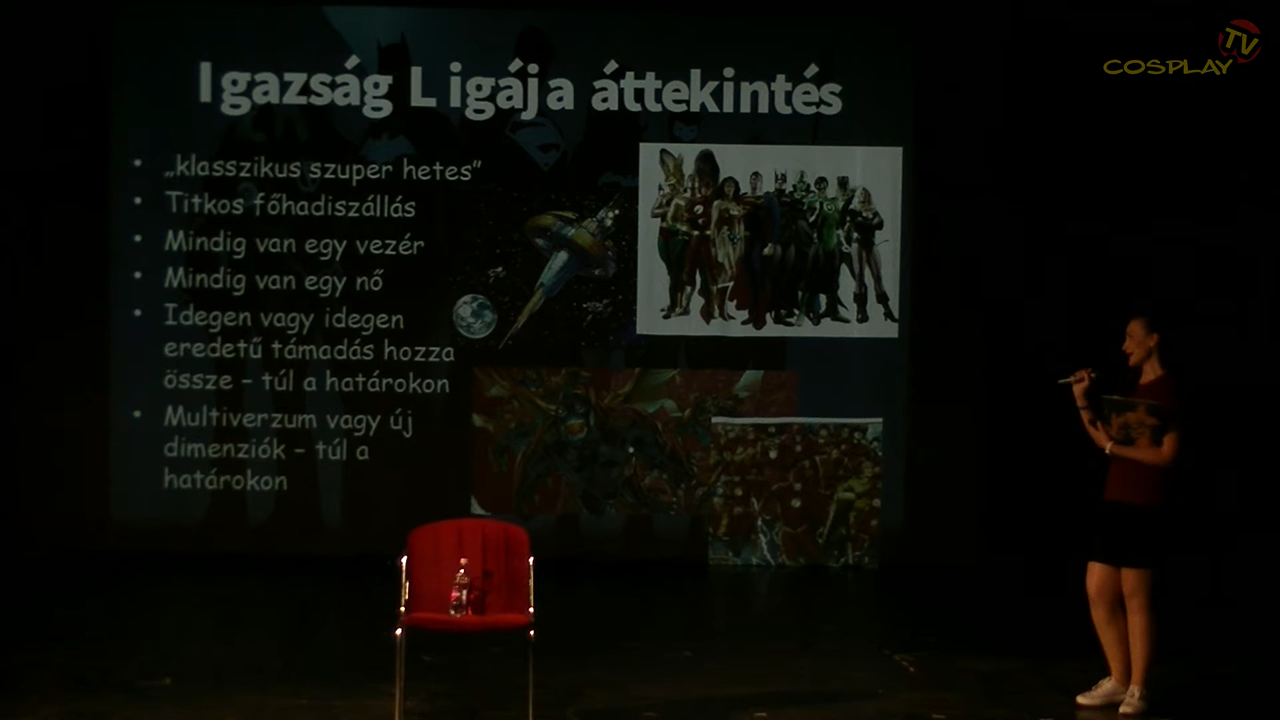 COSPLAY TV
Igazság Ligája áttekintés
• „klasszikus szuper hetes”
• Titkos főhadiszállás
• Mindig van egy vezér
• Mindig van egy nő
• Idegen vagy idegen
eredetű támadás hozza
össze – túl a határokon
• Multiverzum vagy új
dimenziók – túl a
határokon